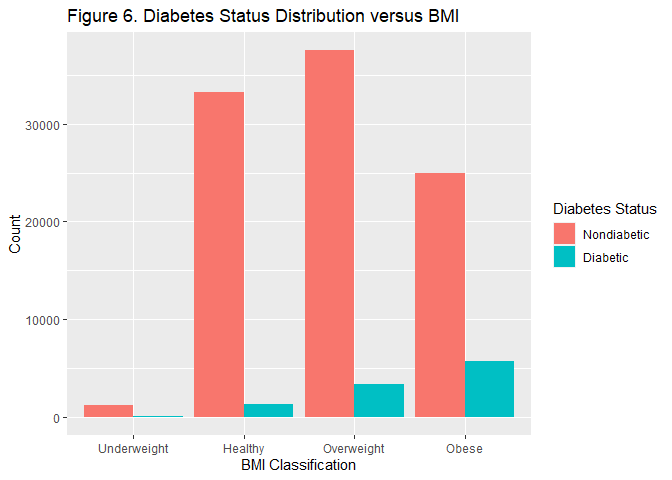 Figure 6. Diabetes Status Distribution versus BMI
Count
30000
20000
10000
0
Underweight Healthy Overweight Obese
BMI Classification
Diabetes Status
Nondiabetic
Diabetic